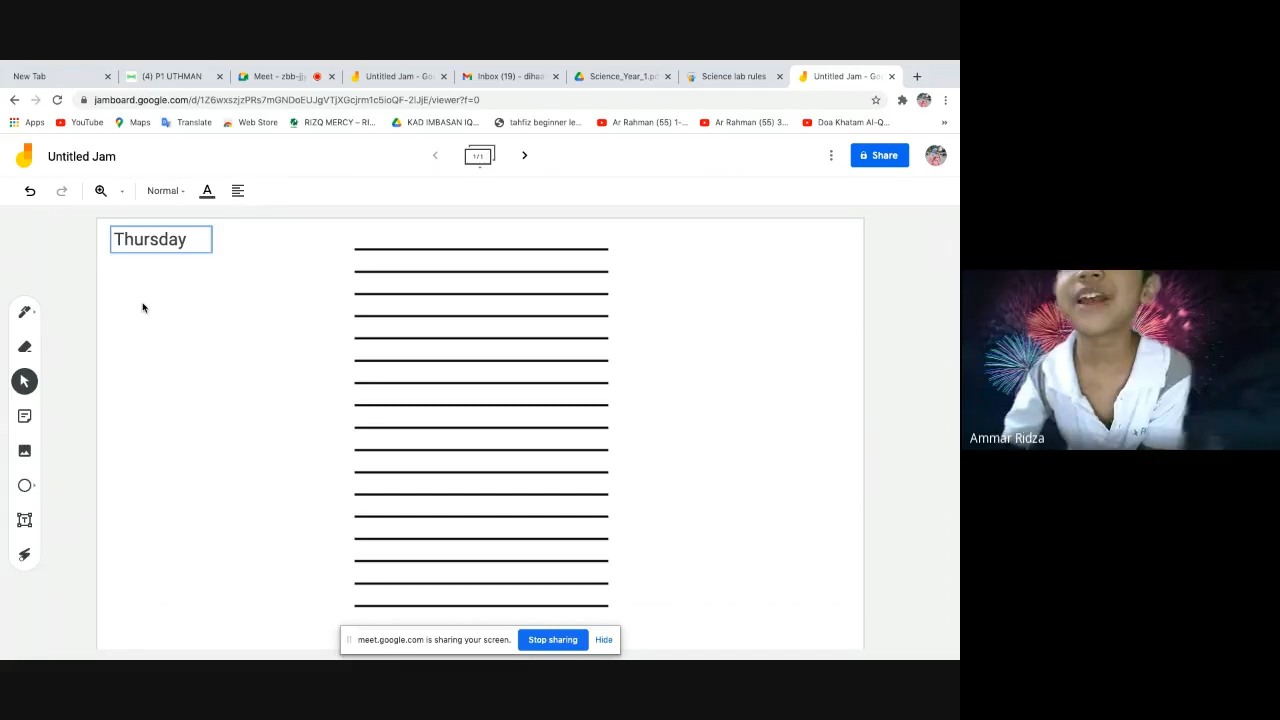 New Tab
(4) P1 UTHMAN
Meet - zbb-jj
Untitled Jam - Go
Inbox (19) - dihaa
Science_Year_1.p
Science lab rules
Untitled Jam - Go
jamboard.google.com/d/1Z6wxszjzPRs7mGNDoEUJgVTjXGcjrm1c5ioQF-2IJjE/viewer?f=0
Apps
YouTube
Maps
Translate
Web Store
RIZQ MERCY – RI...
KAD IMBASAN IQ...
tahfiz beginner le...
Ar Rahman (55) 1-...
Ar Rahman (55) 3...
Doa Khatam Al-Q...
Untitled Jam
1/1
Share
Normal
Thursday
Ammar Ridza
meet.google.com is sharing your screen.
Stop sharing
Hide